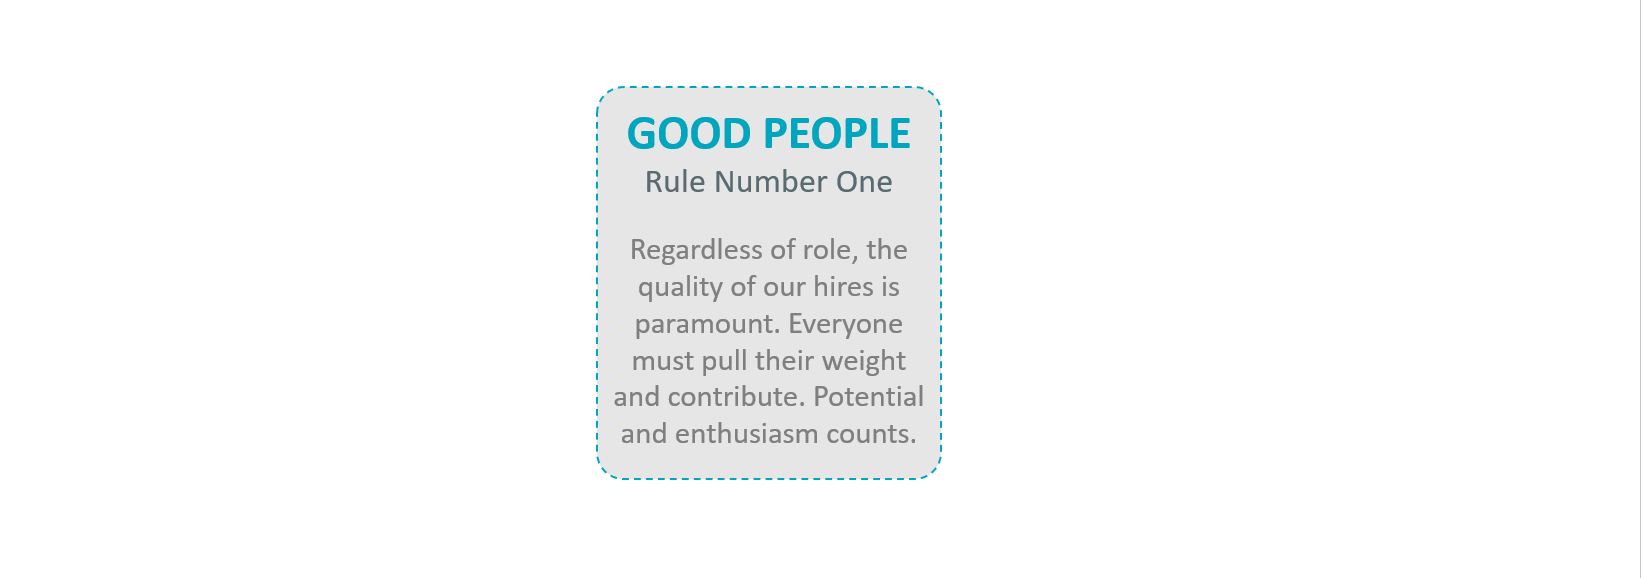 GOOD PEOPLE
Rule Number One
Regardless of role, the
quality of our hires is
paramount. Everyone
must pull their weight
and contribute. Potential
and enthusiasm counts.